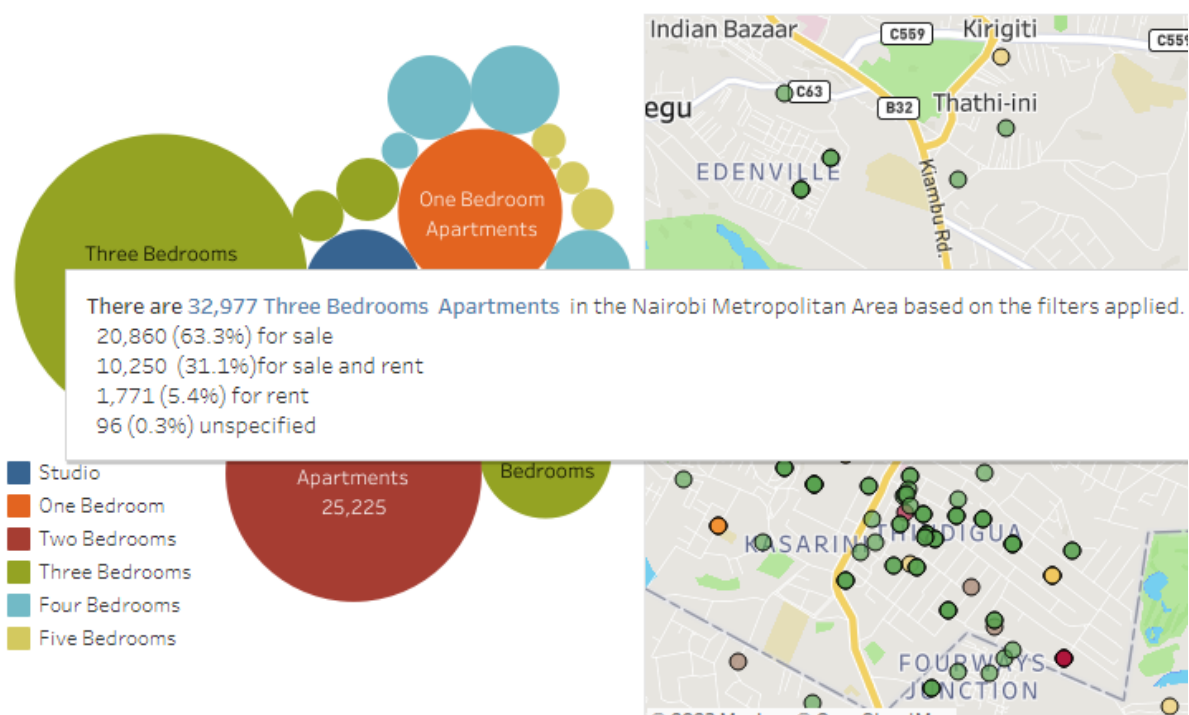 Indian Bazaar
C559
Kirigiti
C559
C63
egu
B32
Thathi-ini
EDENVILLE
Kiambu Rd.
One Bedroom
Apartments
Three Bedrooms
There are 32,977 Three Bedrooms Apartments in the Nairobi Metropolitan Area based on the filters applied.
20,860 (63.3%) for sale
10,250 (31.1%)for sale and rent
1,771 (5.4%) for rent
96 (0.3%) unspecified
Apartments
25,225
Bedrooms
Studio
One Bedroom
Two Bedrooms
Three Bedrooms
Four Bedrooms
Five Bedrooms
KASARINI
THINDIGUA
FOURWAYS
JUNCTION